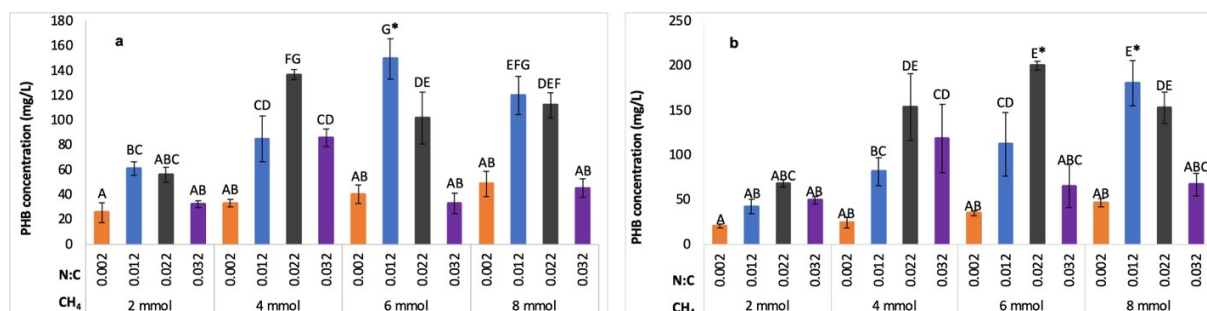 PHB concentration (mg/L)
180
160
140
120
100
80
60
40
20
0
a
A
BC
ABC
AB
AB
CD
FG
CD
AB
G*
DE
AB
AB
EFG
DEF
AB
N:C
0.002 0.012 0.022 0.032 0.002 0.012 0.022 0.032 0.002 0.012 0.022 0.032 0.002 0.012 0.022 0.032
CH₄ 2 mmol 4 mmol 6 mmol 8 mmol
PHB concentration (mg/L)
250
200
150
100
50
0
b
A
AB
ABC
AB
AB
BC
DE
CD
AB
CD
E*
ABC
AB
E*
DE
ABC
N:C
0.002 0.012 0.022 0.032 0.002 0.012 0.022 0.032 0.002 0.012 0.022 0.032 0.002 0.012 0.022 0.032
2 mmol 4 mmol 6 mmol 8 mmol